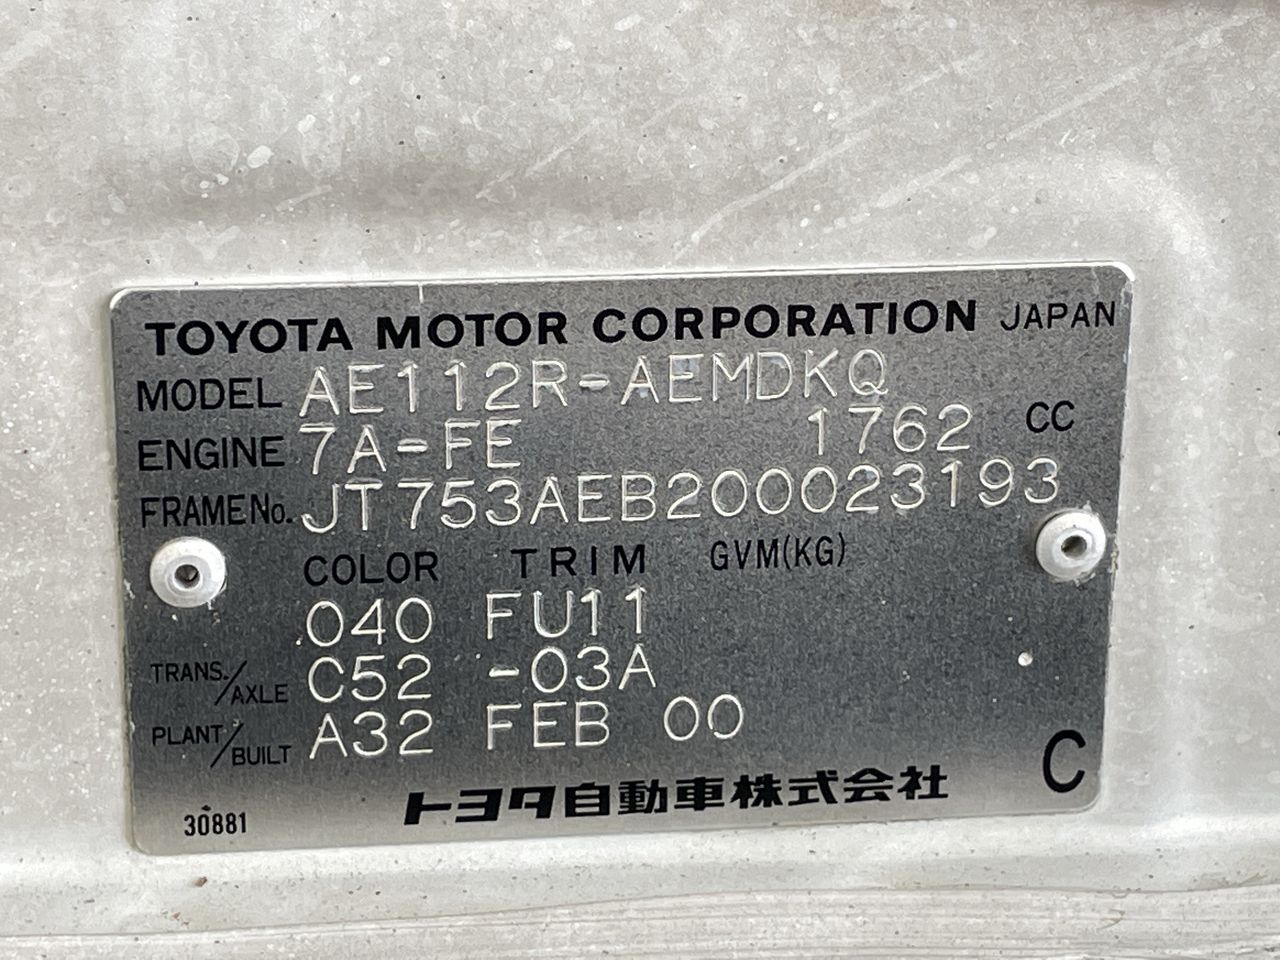 TOYOTA MOTOR CORPORATION JAPAN
MODEL AE112R-AEMDKQ
ENGINE 7A-FE 1762 CC
FRAME No. JT753AEB200023193
COLOR TRIM GVM(KG)
040 FU11
TRANS./AXLE C52 -03A
PLANT/BUILT A32 FEB 00
C
トヨタ自動車株式会社
30881